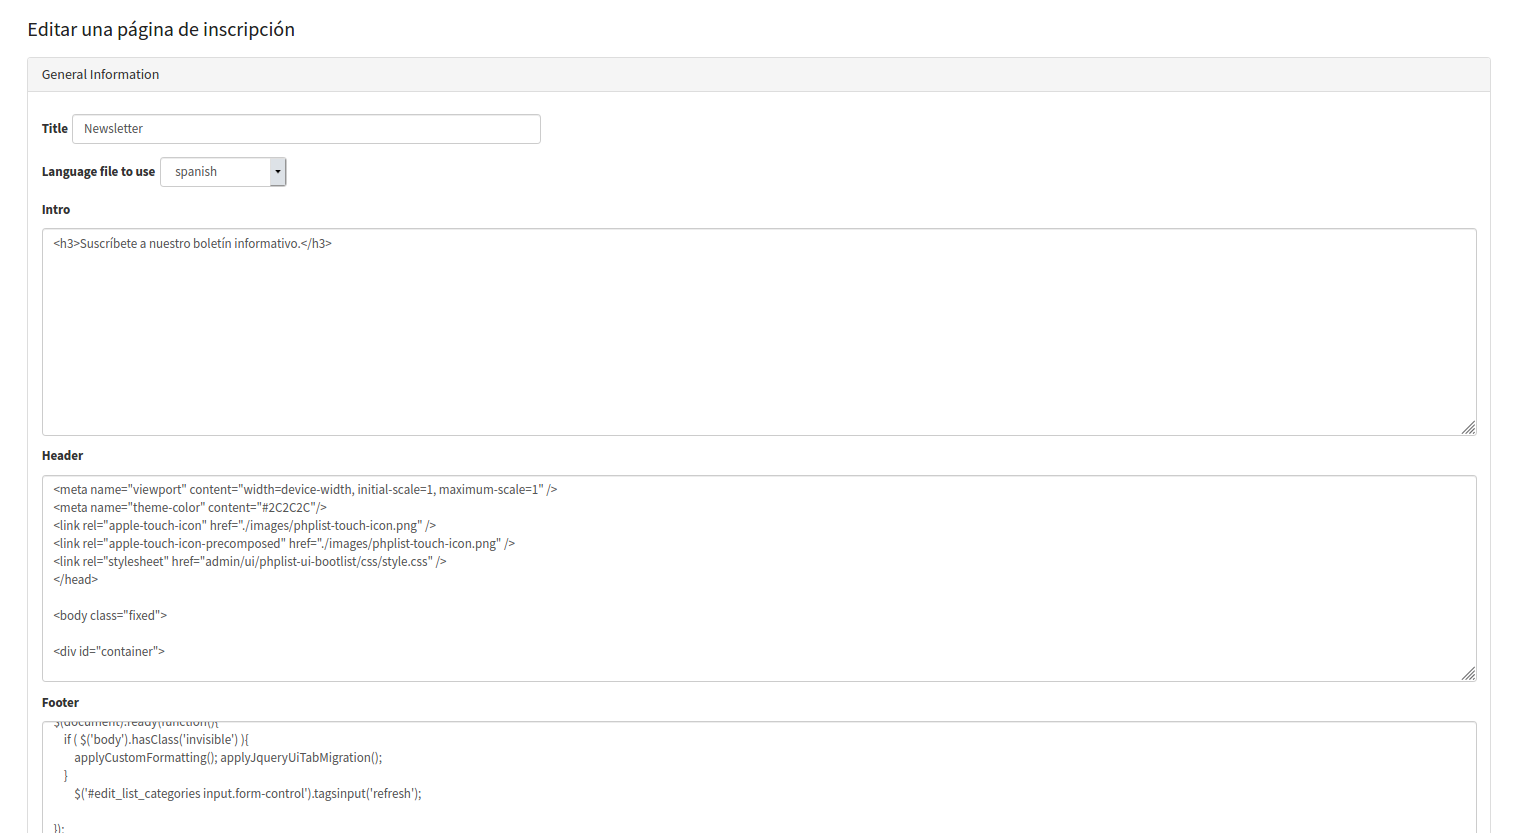 Editar una página de inscripción
General Information
Title Newsletter
Language file to use spanish
Intro
<h3>Suscríbete a nuestro boletín informativo.</h3>
Header
<meta name="viewport" content="width=device-width, initial-scale=1, maximum-scale=1" />
<meta name="theme-color" content="#2C2C2C"/>
<link rel="apple-touch-icon" href="./images/phplist-touch-icon.png" />
<link rel="apple-touch-icon-precomposed" href="./images/phplist-touch-icon.png" />
<link rel="stylesheet" href="admin/ui/phplist-ui-bootlist/css/style.css" />
</head>
<body class="fixed">
<div id="container">
Footer
$(document).ready(function(){
if ( $('body').hasClass('invisible') ){
applyCustomFormatting(); applyJqueryUiTabMigration();
}
$('#edit_list_categories input.form-control').tagsinput('refresh');
});